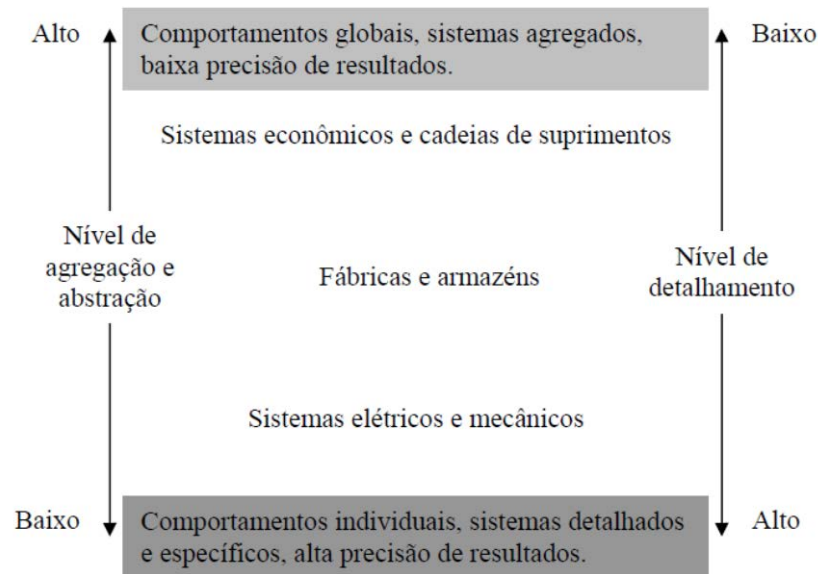 Alto
Comportamentos globais, sistemas agregados,
baixa precisão de resultados.
Baixo
Sistemas econômicos e cadeias de suprimentos
Nível de
agregação e
abstração
Fábricas e armazéns
Nível de
detalhamento
Sistemas elétricos e mecânicos
Baixo
Comportamentos individuais, sistemas detalhados
e específicos, alta precisão de resultados.
Alto